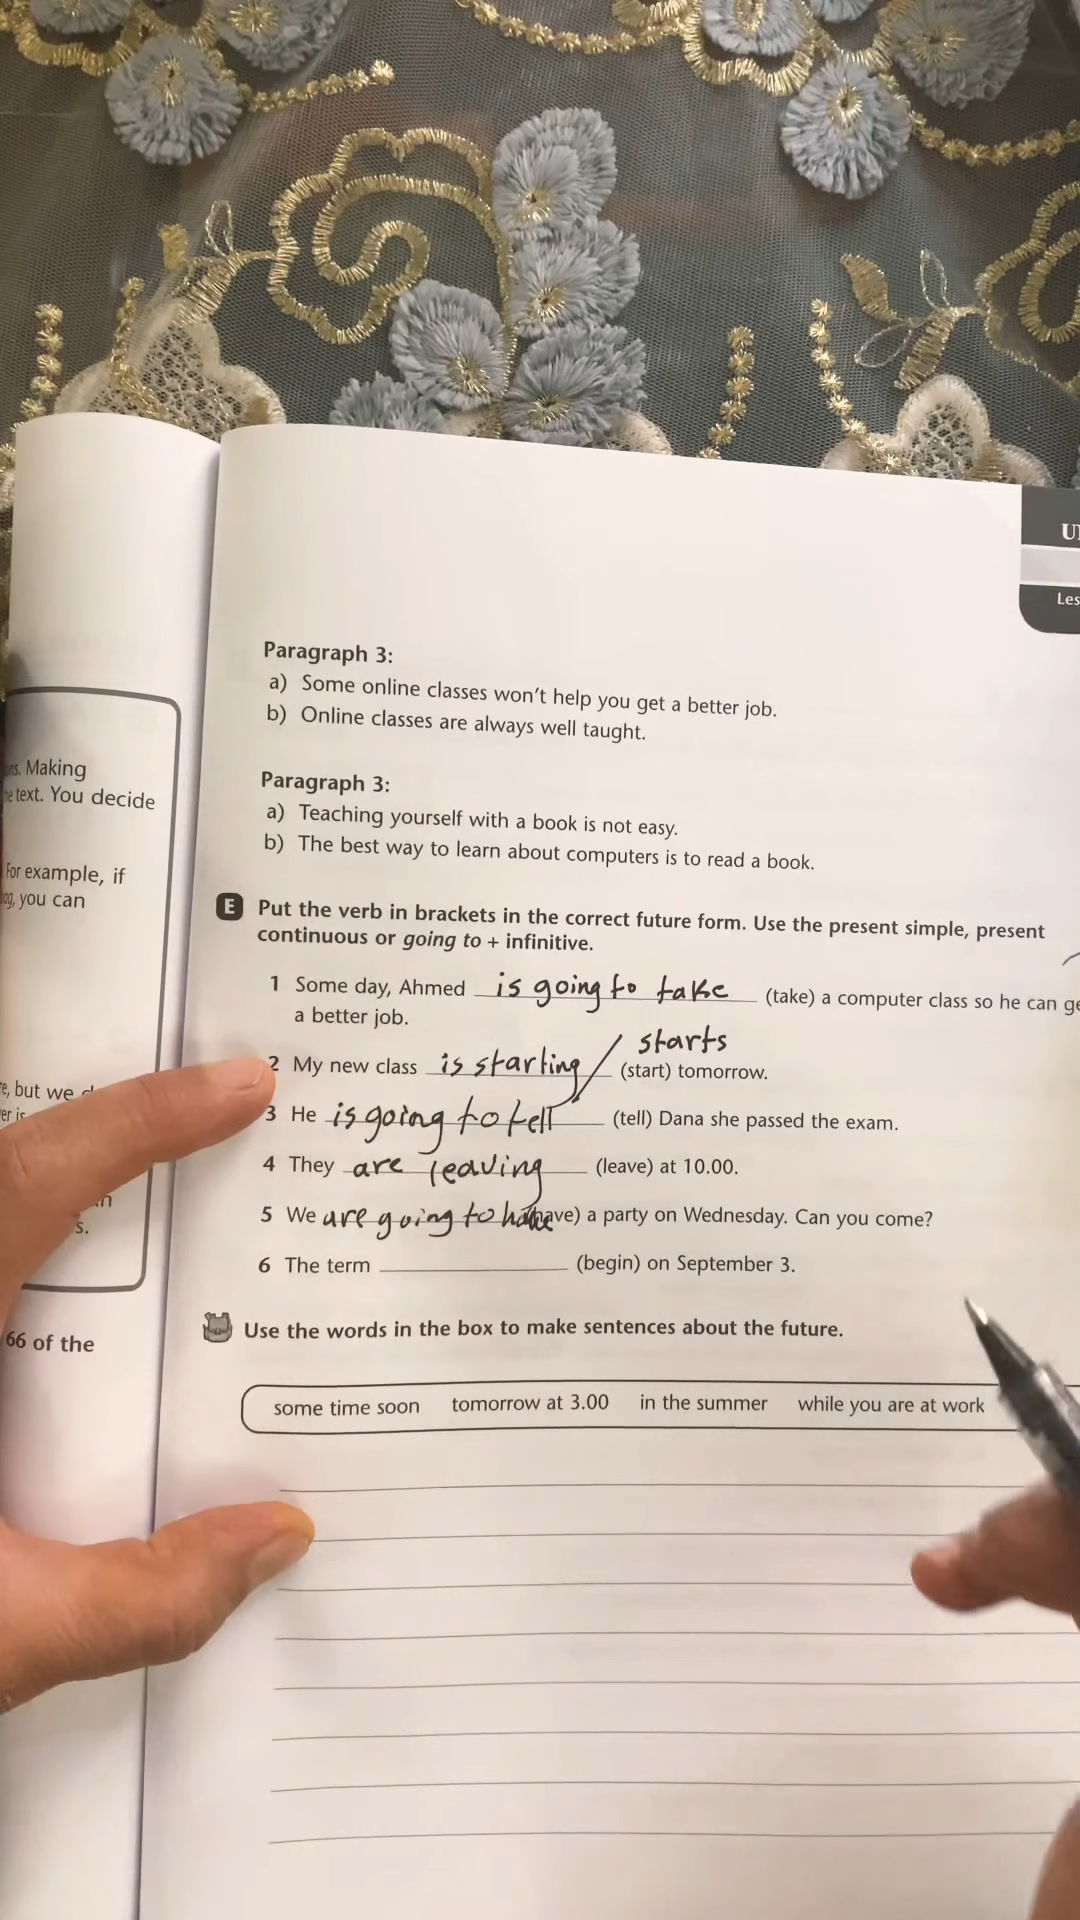 Les
Paragraph 3:
a) Some online classes won't help you get a better job.
b) Online classes are always well taught.
Paragraph 3:
a) Teaching yourself with a book is not easy.
b) The best way to learn about computers is to read a book.
Making
text. You decide
For example, if
you can
but we
s.
66 of the
E Put the verb in brackets in the correct future form. Use the present simple, present
continuous or going to + infinitive.
1 Some day, Ahmed is going to take (take) a computer class so he can
a better job.
starts
2 My new class is starting / (start) tomorrow.
3 He is going to tell (tell) Dana she passed the exam.
4 They are leaving (leave) at 10.00.
5 We are going to have (have) a party on Wednesday. Can you come?
6 The term (begin) on September 3.
Use the words in the box to make sentences about the future.
some time soon tomorrow at 3.00 in the summer while you are at work